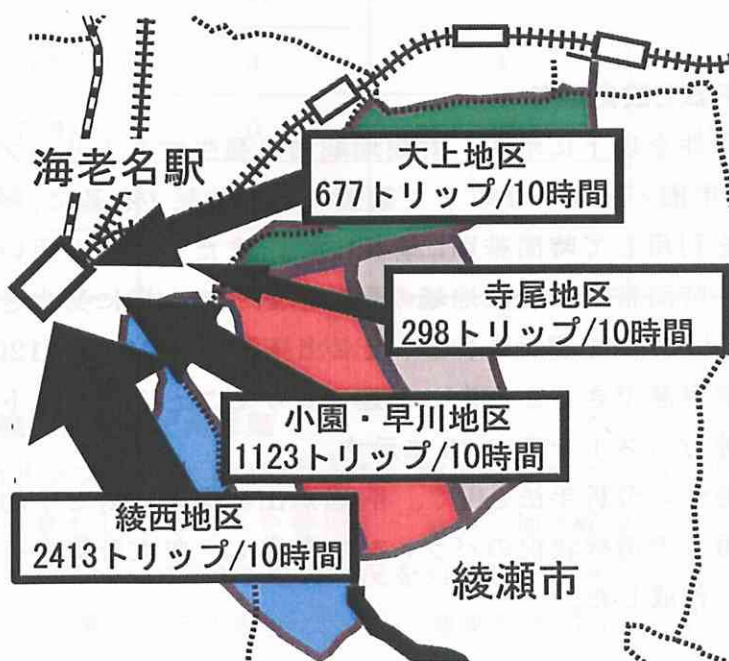 海老名駅
大上地区
677トリップ/10時間
寺尾地区
298トリップ/10時間
小園・早川地区
1123トリップ/10時間
綾西地区
2413トリップ/10時間
綾瀬市